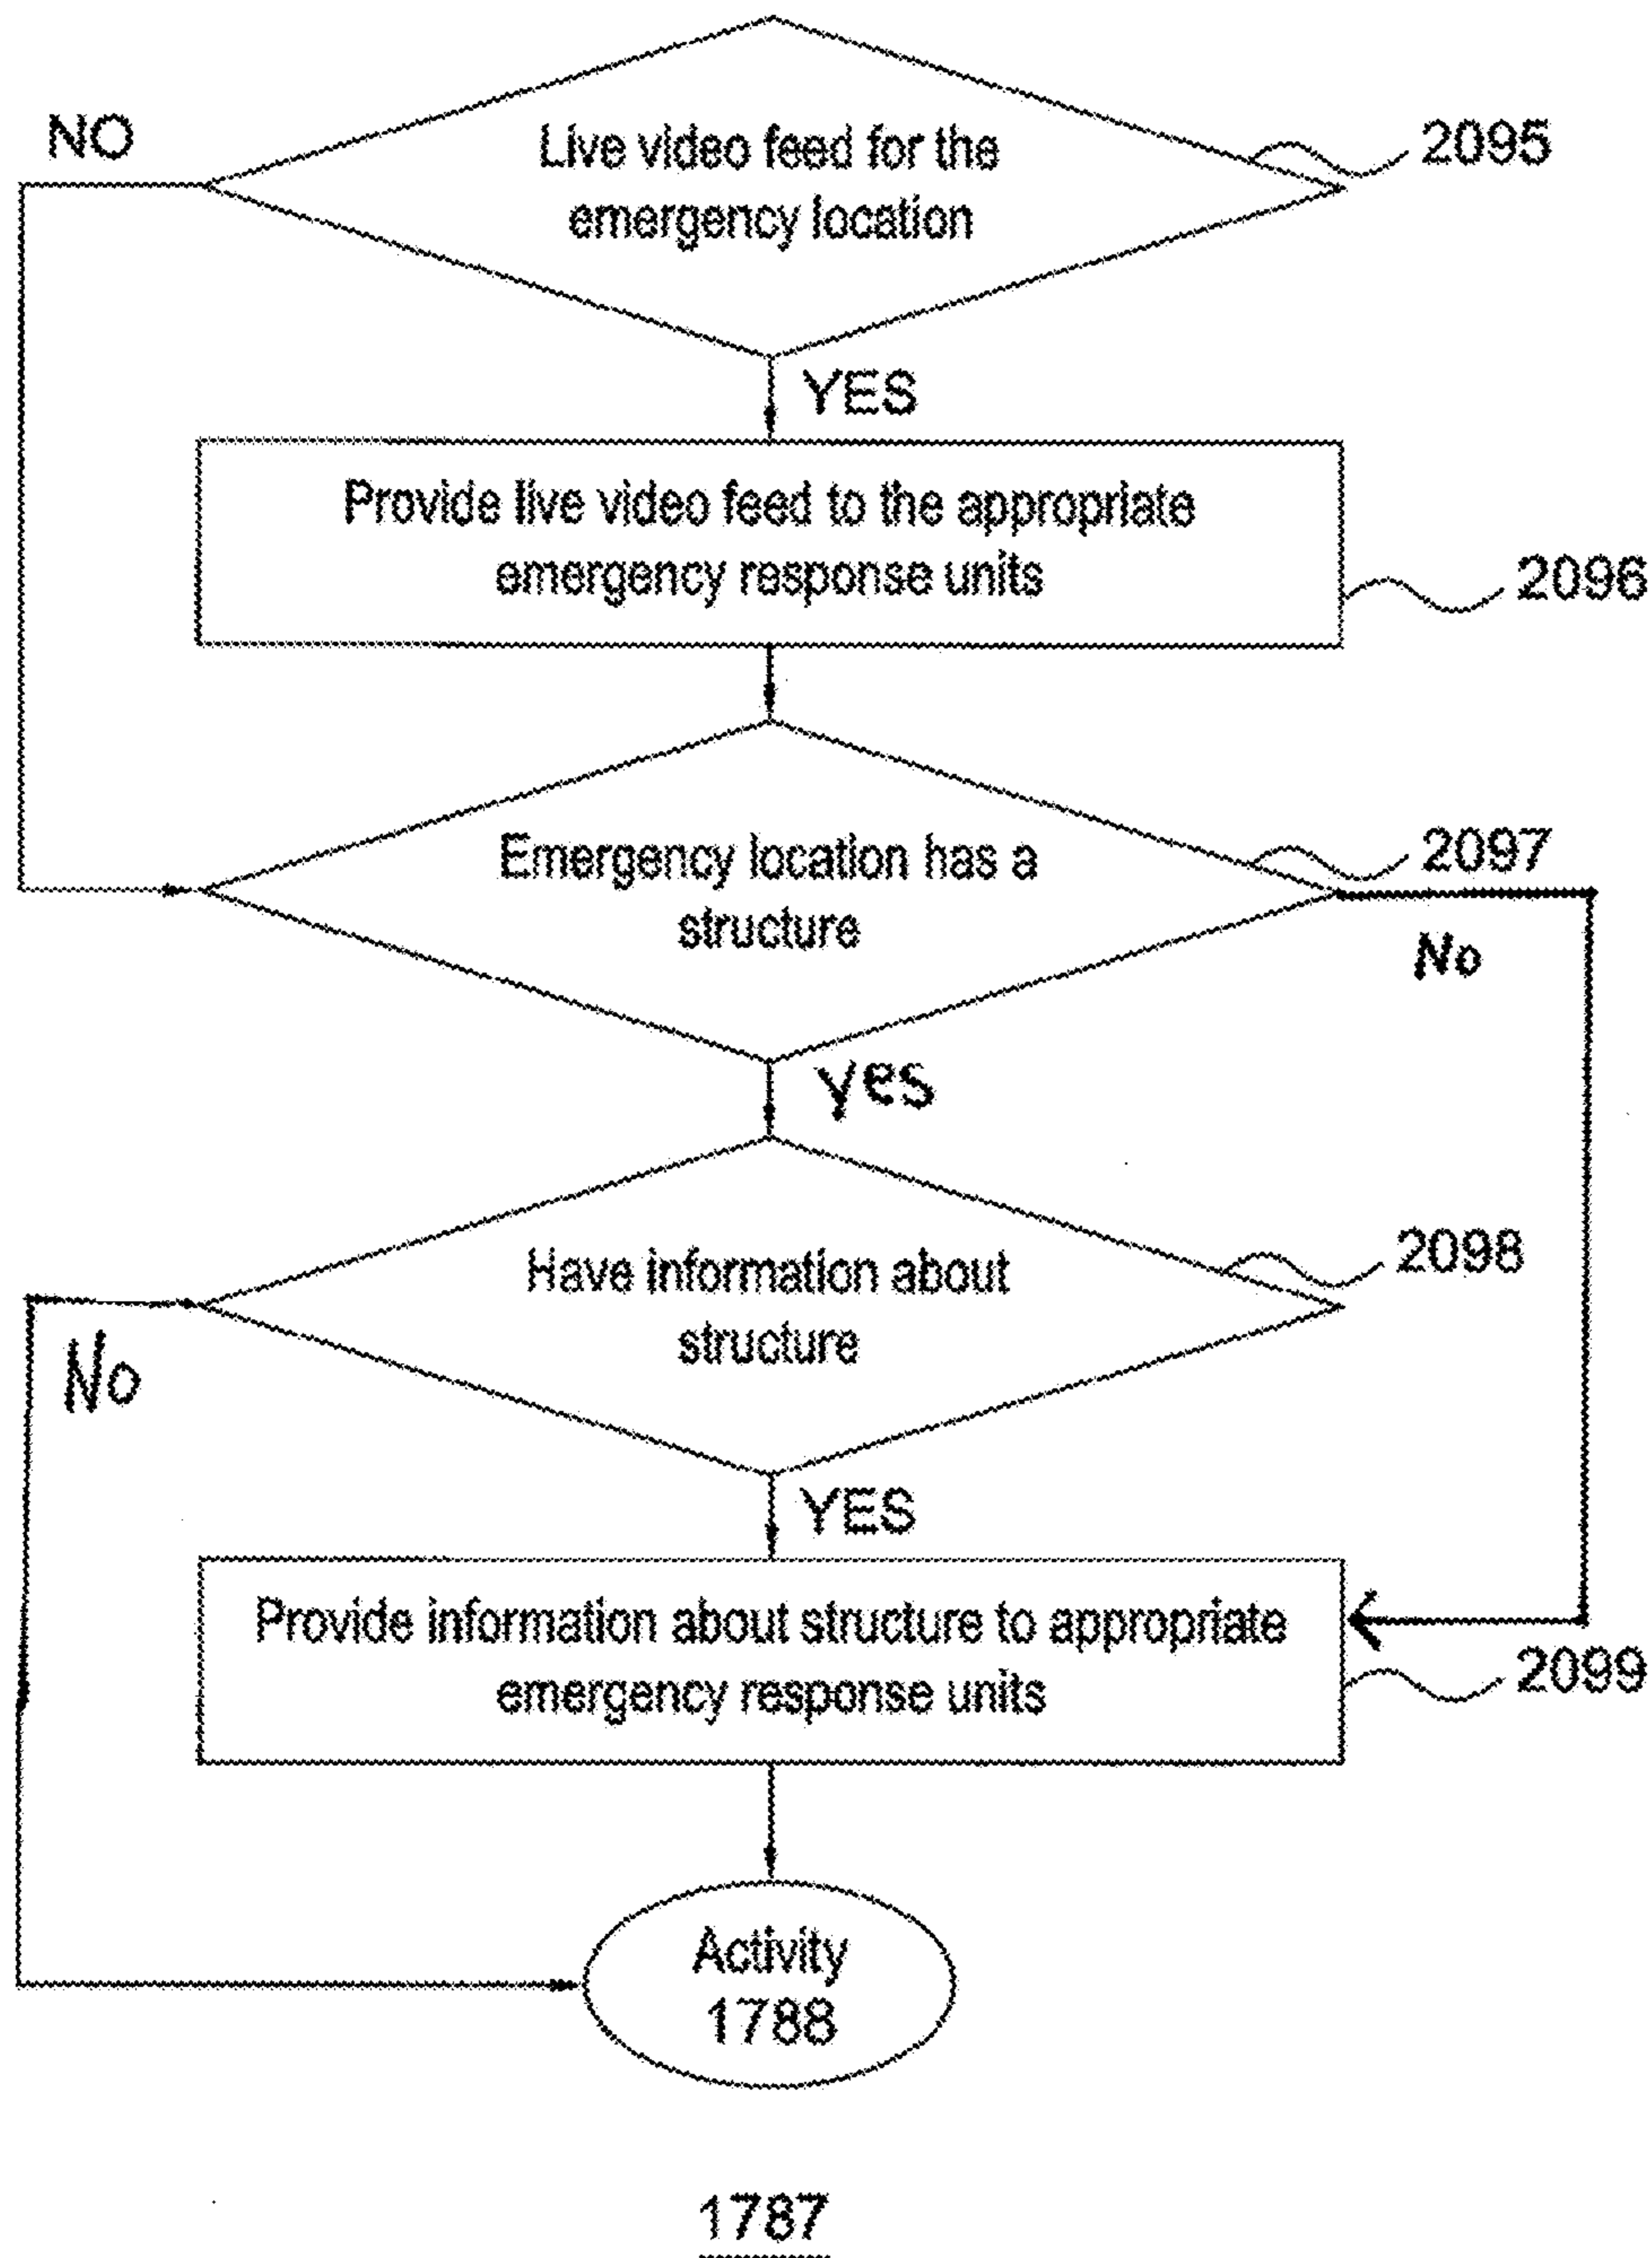 NO
Live video feed for the
emergency location
2095
YES
Provide live video feed to the appropriate
emergency response units
2096
Emergency location has a
structure
2097
No
yes
Have information about
structure
2098
No
YES
Provide information about structure to appropriate
emergency response units
2099
Activity
1788
1787